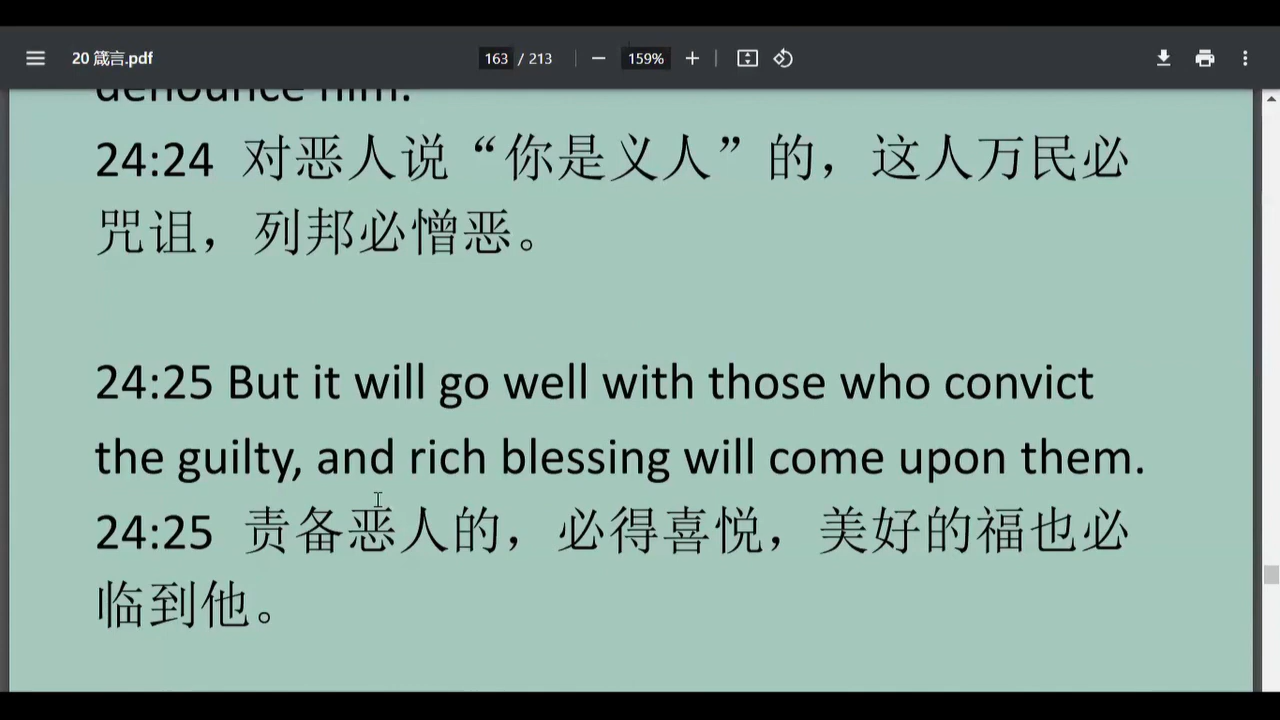 20 箴言.pdf
163 / 213
159%
denounce him.
24:24 对恶人说“你是义人”的，这人万民必
咒诅，列邦必憎恶。
24:25 But it will go well with those who convict
the guilty, and rich blessing will come upon them.
24:25 责备恶人的，必得喜悦，美好的福也必
临到他。